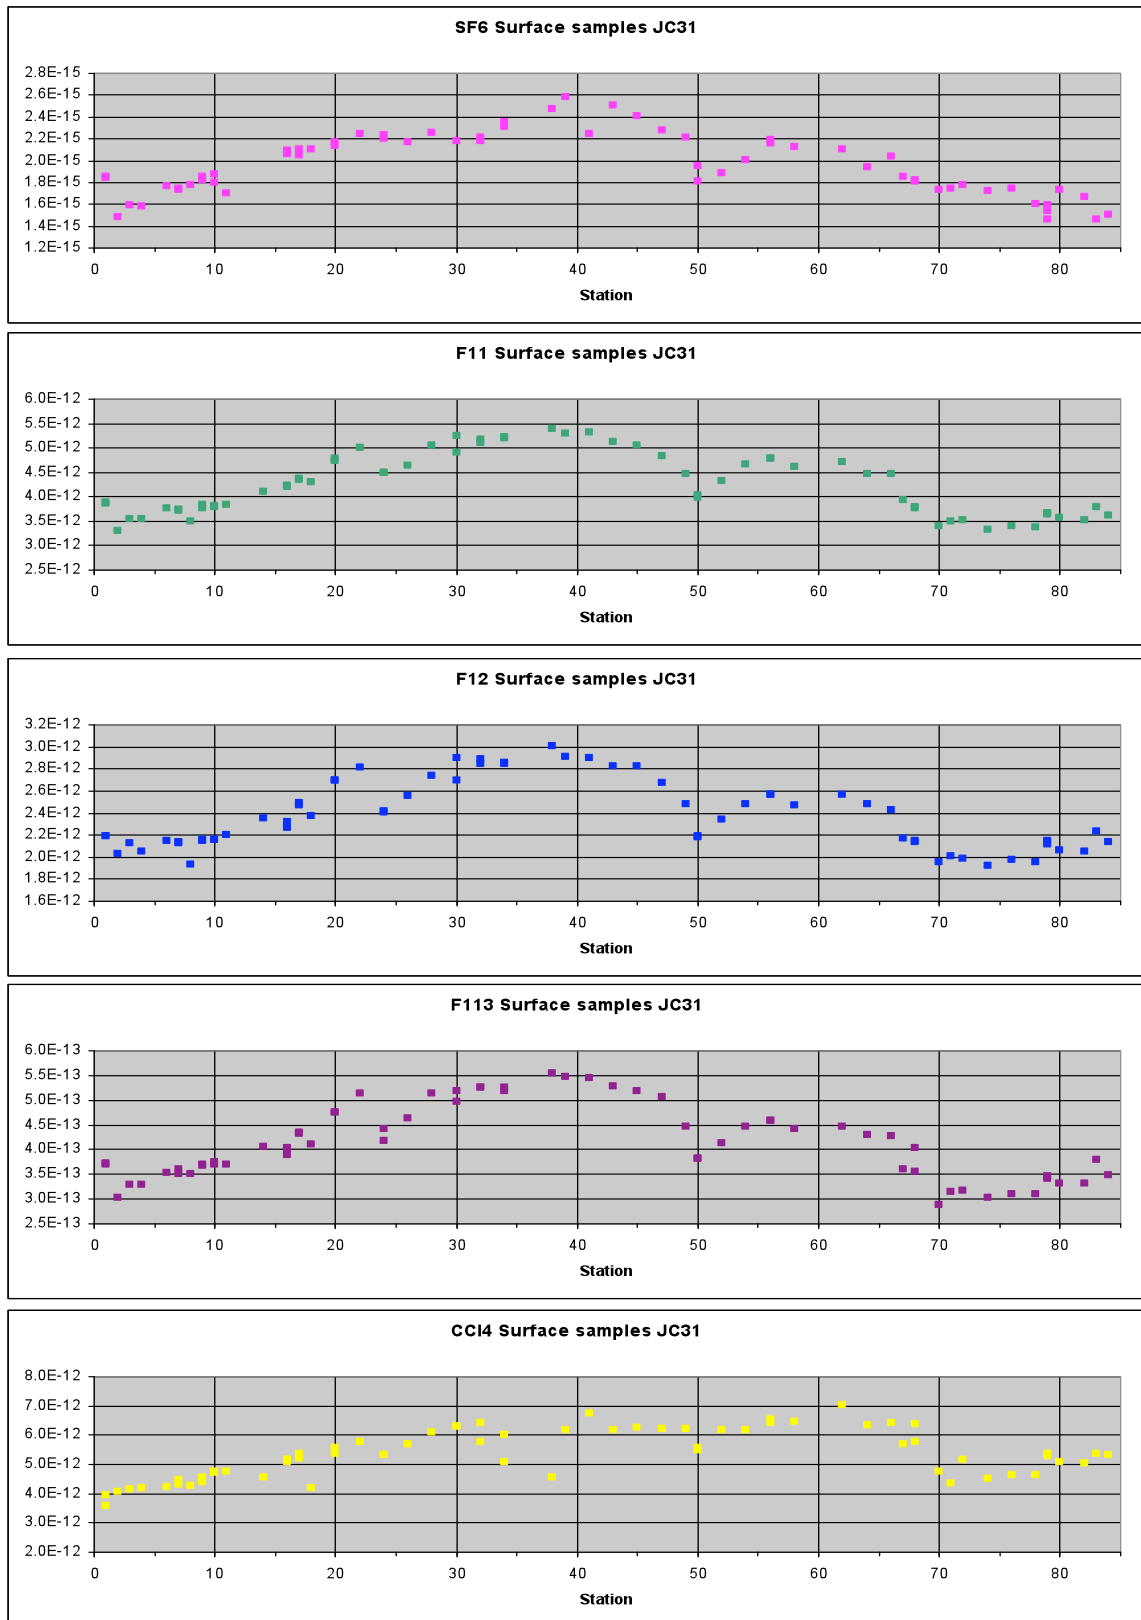 SF6 Surface samples JC31
2.8E-15
2.6E-15
2.4E-15
2.2E-15
2.0E-15
1.8E-15
1.6E-15
1.4E-15
1.2E-15
0 10 20 30 40 50 60 70 80
Station
F11 Surface samples JC31
6.0E-12
5.5E-12
5.0E-12
4.5E-12
4.0E-12
3.5E-12
3.0E-12
2.5E-12
0 10 20 30 40 50 60 70 80
Station
F12 Surface samples JC31
3.2E-12
3.0E-12
2.8E-12
2.6E-12
2.4E-12
2.2E-12
2.0E-12
1.8E-12
1.6E-12
0 10 20 30 40 50 60 70 80
Station
F113 Surface samples JC31
6.0E-13
5.5E-13
5.0E-13
4.5E-13
4.0E-13
3.5E-13
3.0E-13
2.5E-13
0 10 20 30 40 50 60 70 80
Station
CCl4 Surface samples JC31
8.0E-12
7.0E-12
6.0E-12
5.0E-12
4.0E-12
3.0E-12
2.0E-12
0 10 20 30 40 50 60 70 80
Station